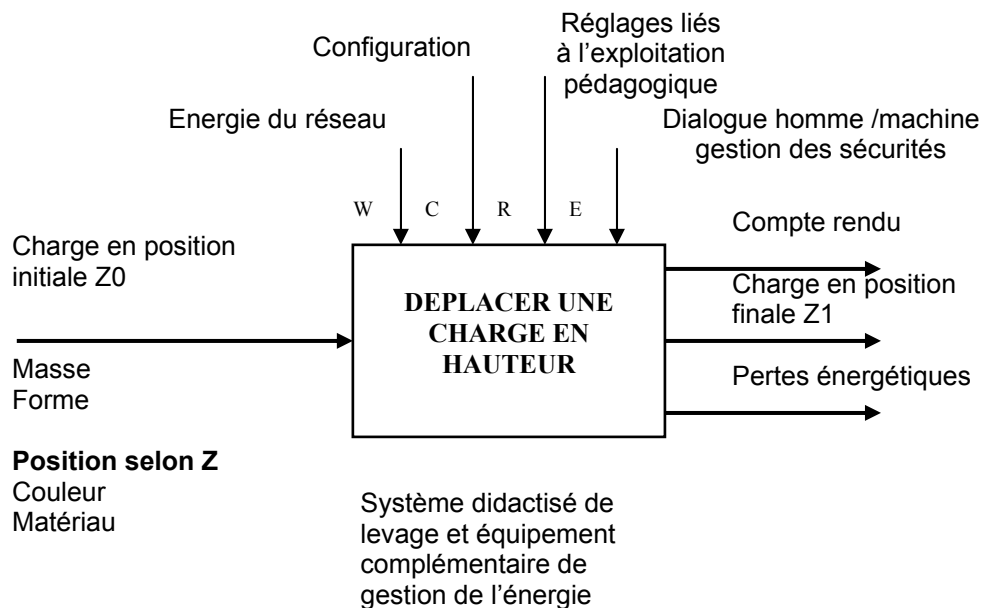 Configuration
Réglages liés
à l’exploitation
pédagogique
Energie du réseau
Dialogue homme /machine
gestion des sécurités
W C R E
Charge en position
initiale Z0
Masse
Forme
Position selon Z
Couleur
Matériau
DEPLACER UNE
CHARGE EN
HAUTEUR
Compte rendu
Charge en position
finale Z1
Pertes énergétiques
Système didactisé de
levage et équipement
complémentaire de
gestion de l’énergie